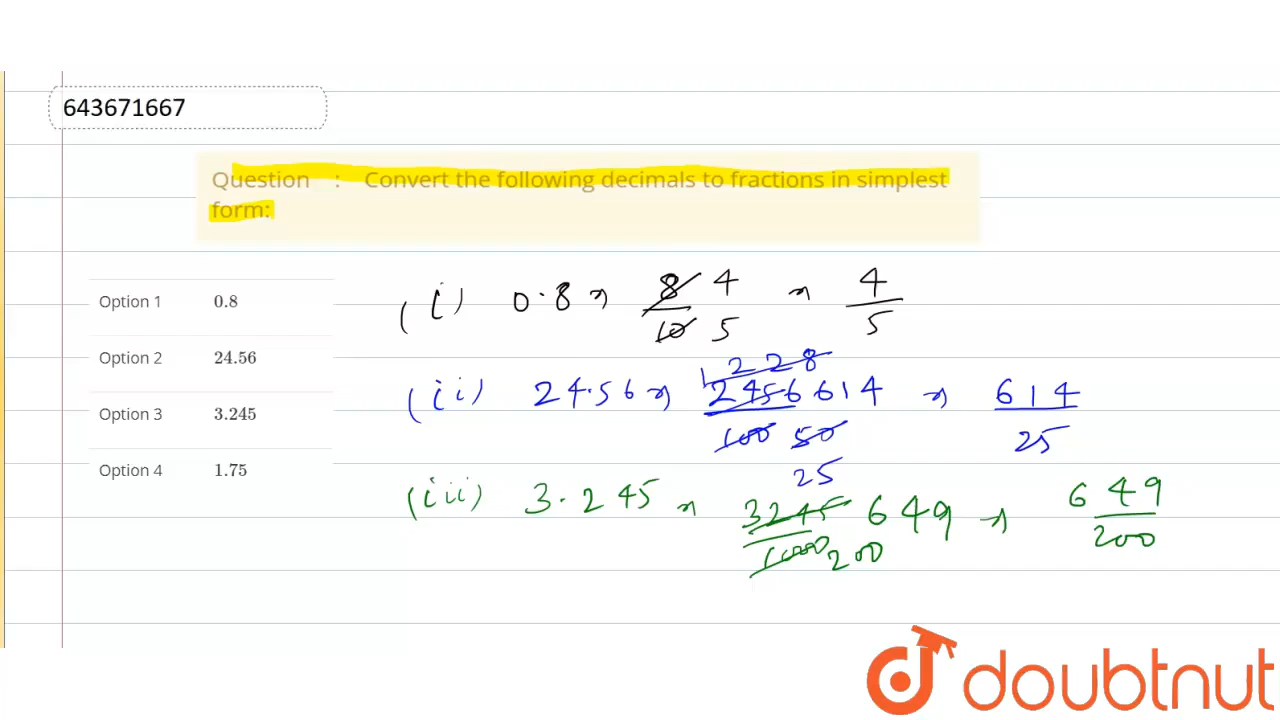 643671667
Question : Convert the following decimals to fractions in simplest
form:
Option 1 0.8
Option 2 24.56
Option 3 3.245
Option 4 1.75
(i) 0.8 8/10 4/5 4/5
(ii) 24.56 1228 2456/100 614 50 25 614/25
(iii) 3.245 3245/1000 649 200 649/200
doubtnut